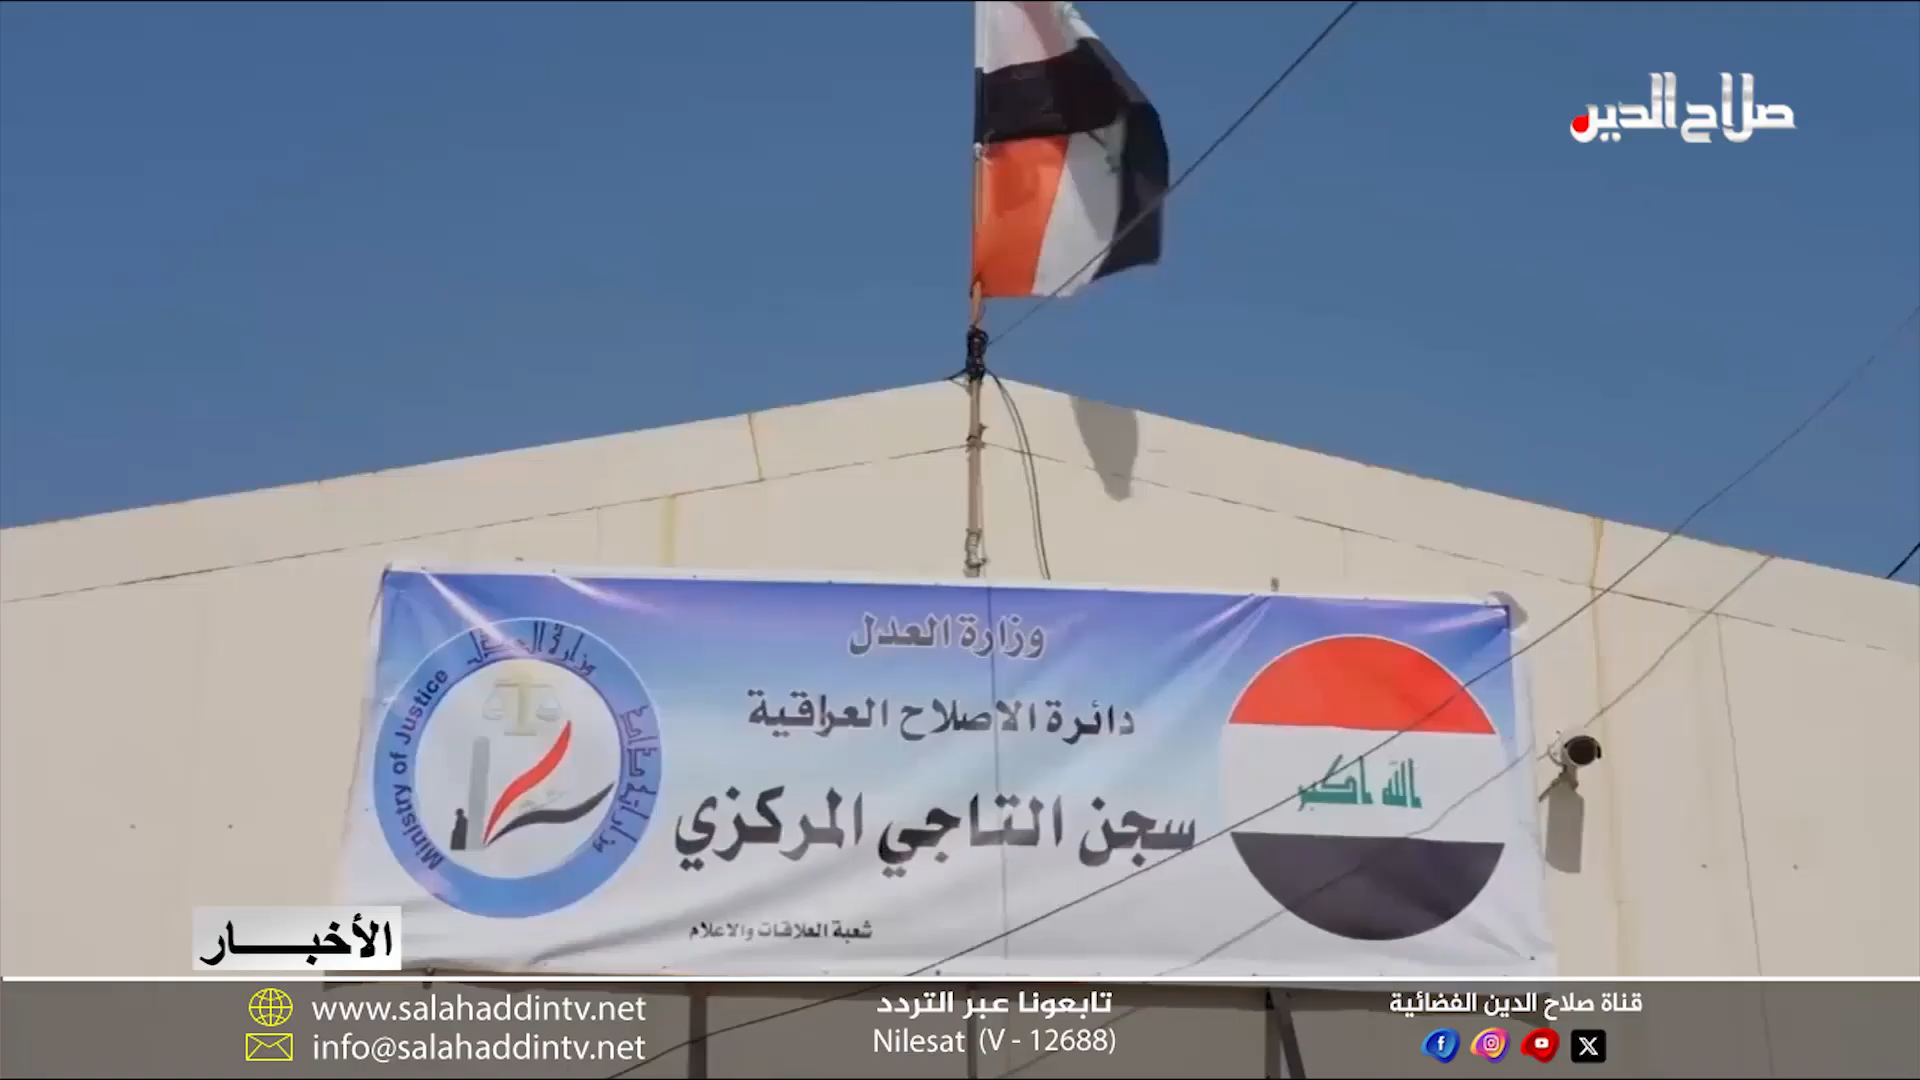 صلاح الدين
وزارة العدل
دائرة الاصلاح العراقية
سجن التاجي المركزي
شعبة العلاقات والاعلام
وزارة العدل
Ministry of Justice
الله اكبر
الأخبـــار
www.salahaddintv.net
info@salahaddintv.net
تابعونا عبر التردد
Nilesat (V - 12688)
قناة صلاح الدين الفضائية